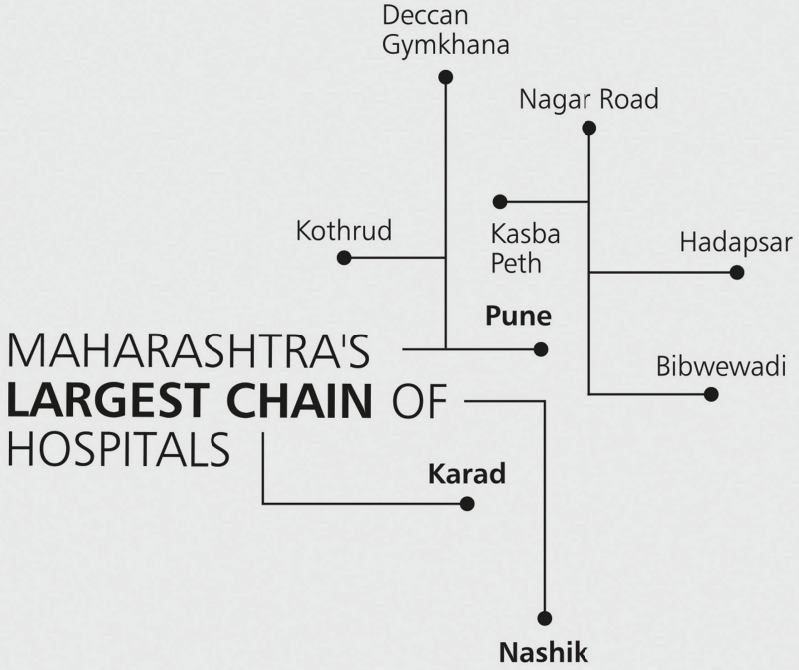 Deccan
Gymkhana
Nagar Road
Kothrud
Kasba
Peth
Hadapsar
Pune
MAHARASHTRA'S
LARGEST CHAIN OF
HOSPITALS
Bibwewadi
Karad
Nashik